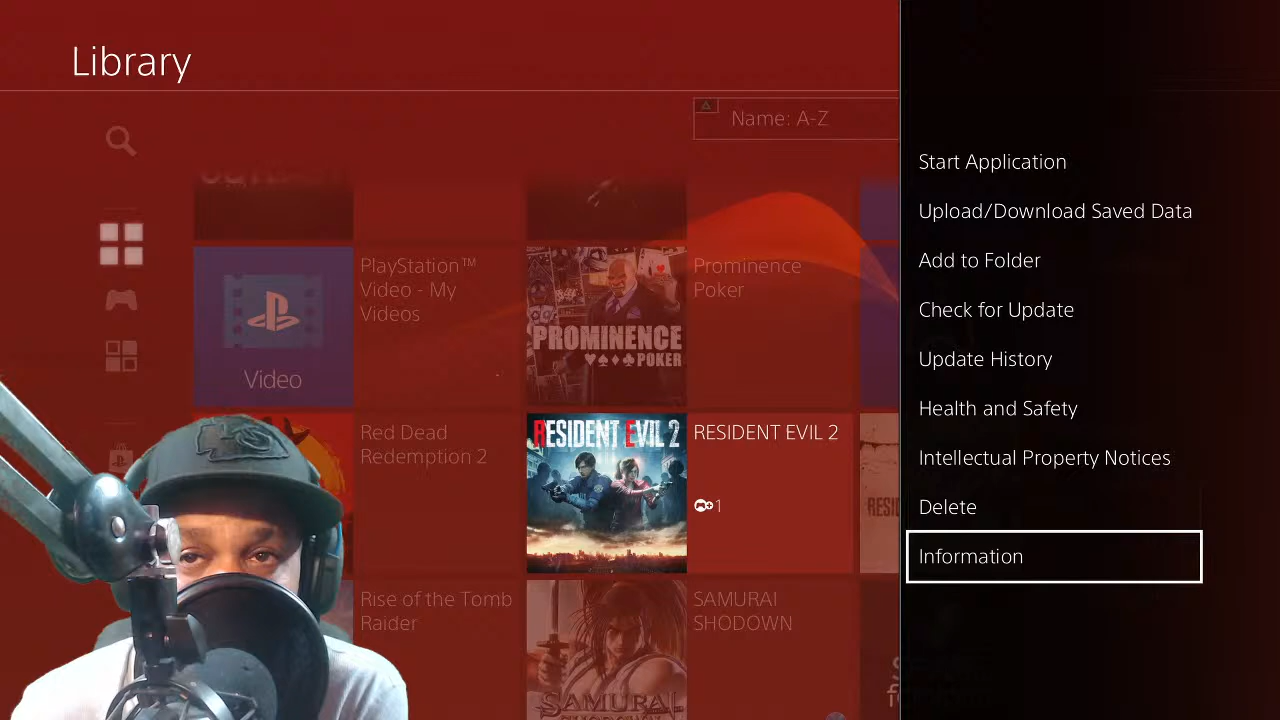 Library
Name: A-Z
PlayStation™
Video - My
Videos
Video
PROMINENCE
POKER
Prominence
Poker
Red Dead
Redemption 2
RESIDENT EVIL 2
RESIDENT EVIL 2
1
RESID
Rise of the Tomb
Raider
SAMURAI
SAMURAI
SHODOWN
Start Application
Upload/Download Saved Data
Add to Folder
Check for Update
Update History
Health and Safety
Intellectual Property Notices
Delete
Information